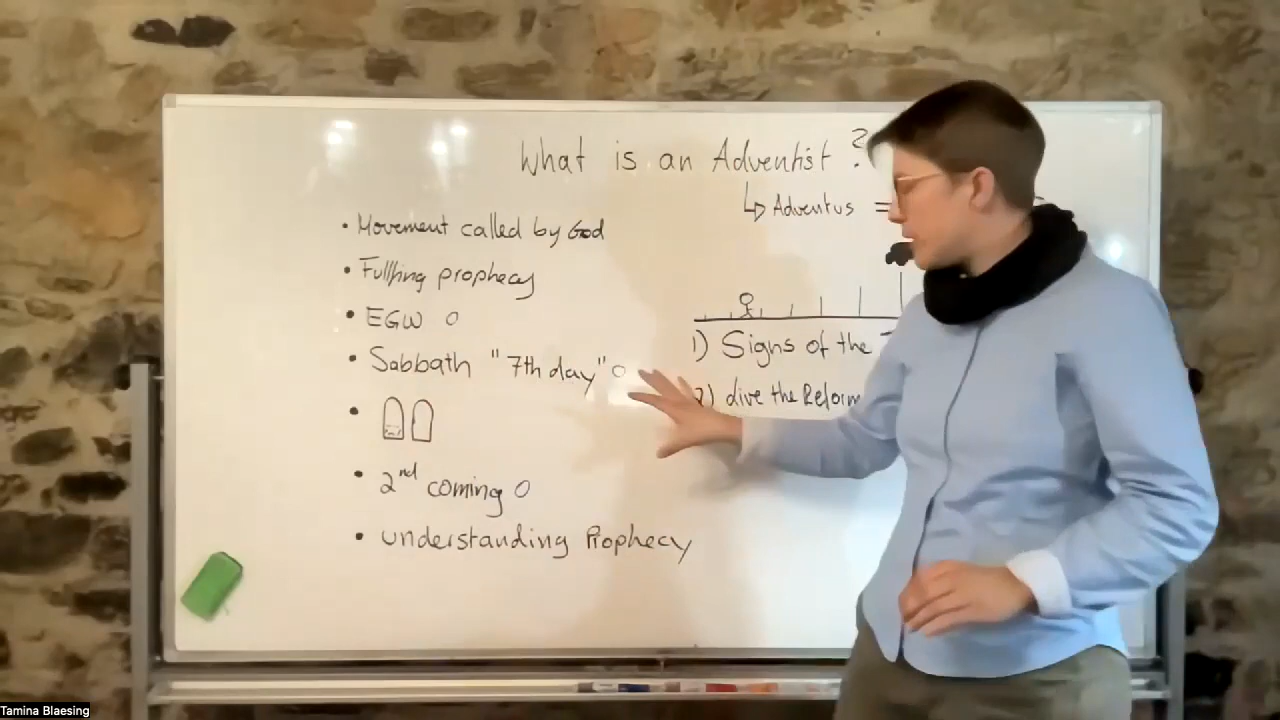 What is an Adventist ?
↳ Adventus =
• Movement called by God
• Fullfing prophecy
• EGW o
• Sabbath "7th day" o
• 2nd coming o
• understanding Prophecy
1) Signs of the
2) dive the Reform
Tamina Blaesing